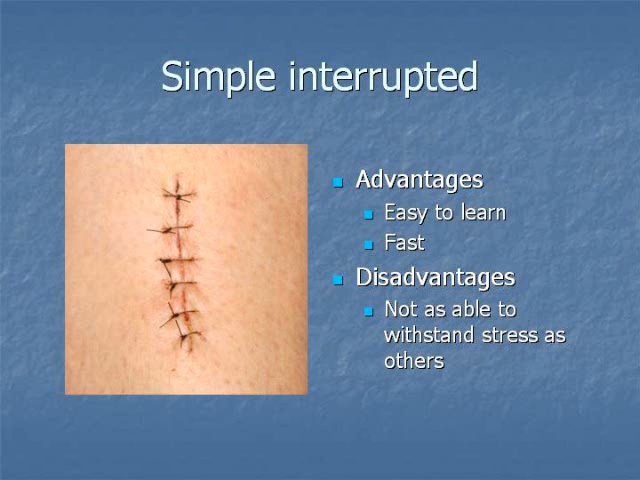 Simple interrupted
Advantages
Easy to learn
Fast
Disadvantages
Not as able to
withstand stress as
others